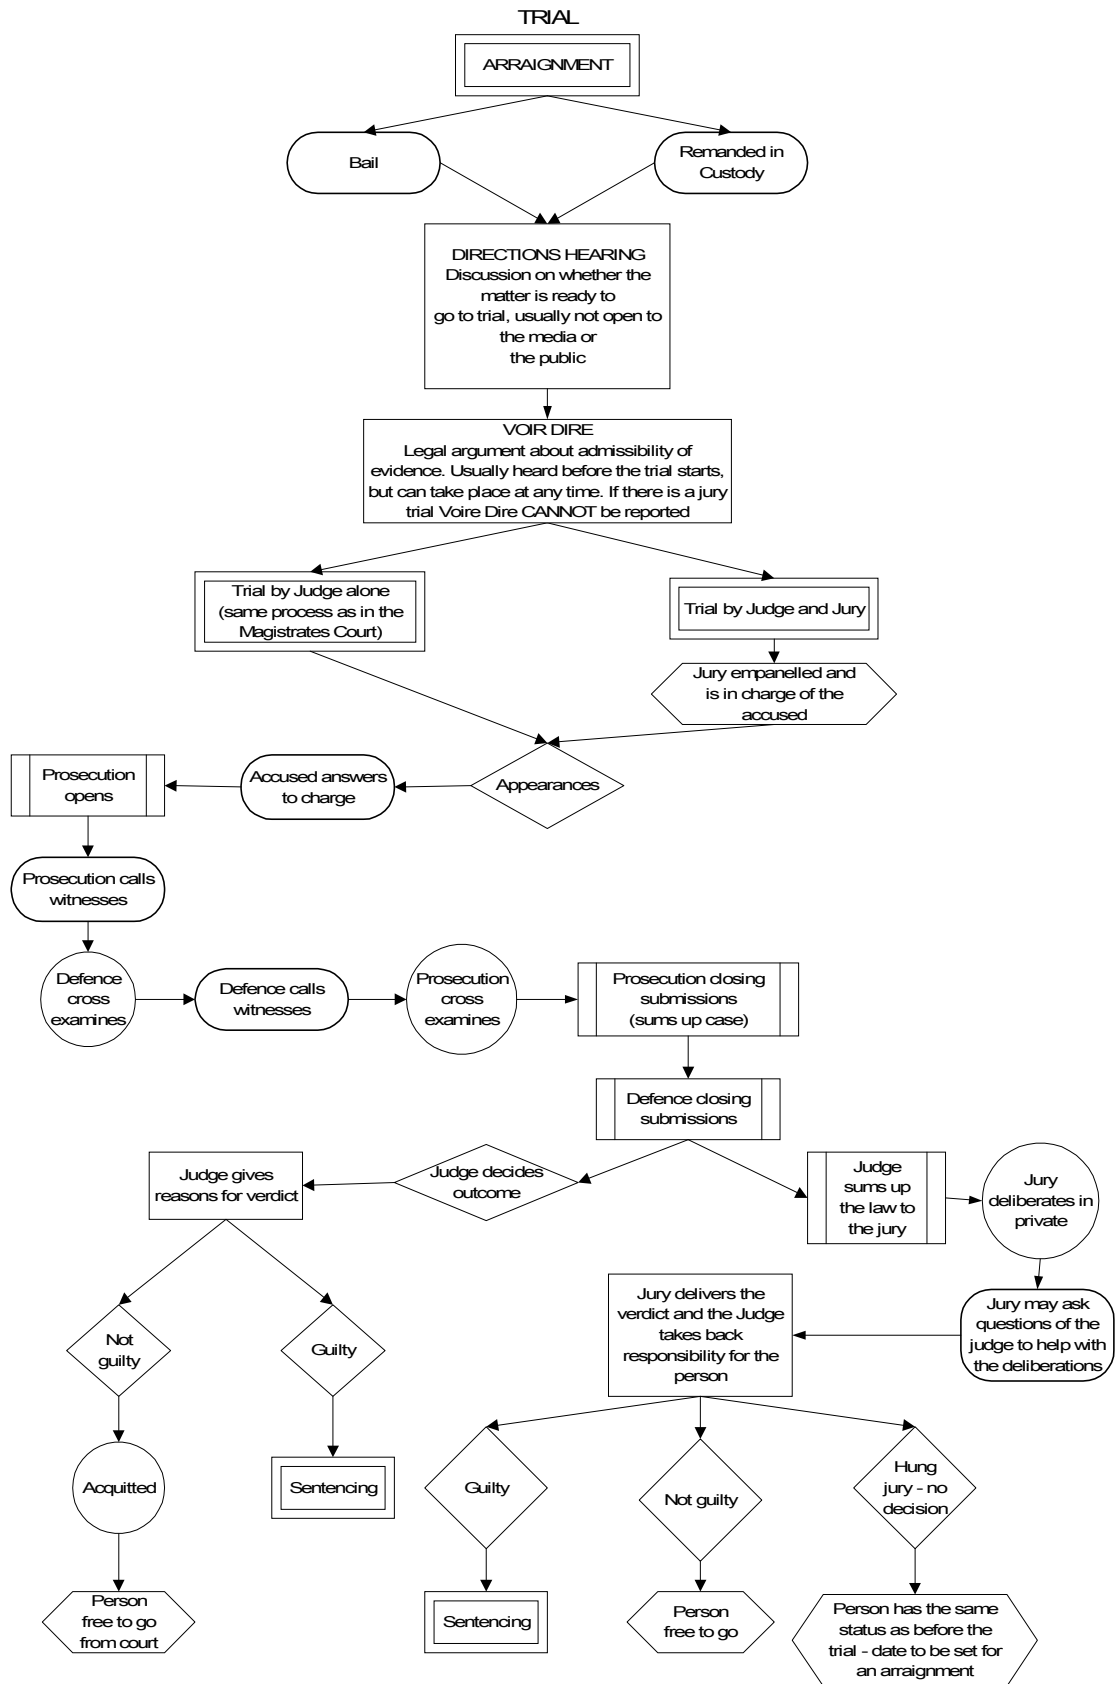 TRIAL
ARRAIGNMENT
Bail
Remanded in
Custody
DIRECTIONS HEARING
Discussion on whether the
matter is ready to
go to trial, usually not open to
the media or
the public
VOIR DIRE
Legal argument about admissibility of
evidence. Usually heard before the trial starts,
but can take place at any time. If there is a jury
trial Voire Dire CANNOT be reported
Trial by Judge alone
(same process as in the
Magistrates Court)
Trial by Judge and Jury
Jury empanelled and
is in charge of the
accused
Appearances
Accused answers
to charge
Prosecution
opens
Prosecution calls
witnesses
Defence
cross
examines
Defence calls
witnesses
Prosecution
cross
examines
Prosecution closing
submissions
(sums up case)
Defence closing
submissions
Judge decides
outcome
Judge gives
reasons for verdict
Judge
sums up
the law to
the jury
Jury
deliberates in
private
Jury may ask
questions of the
judge to help with
the deliberations
Jury delivers the
verdict and the Judge
takes back
responsibility for the
person
Not
guilty
Guilty
Acquitted
Sentencing
Person
free to go
from court
Guilty
Not guilty
Hung
jury - no
decision
Sentencing
Person
free to go
Person has the same
status as before the
trial - date to be set for
an arraignment